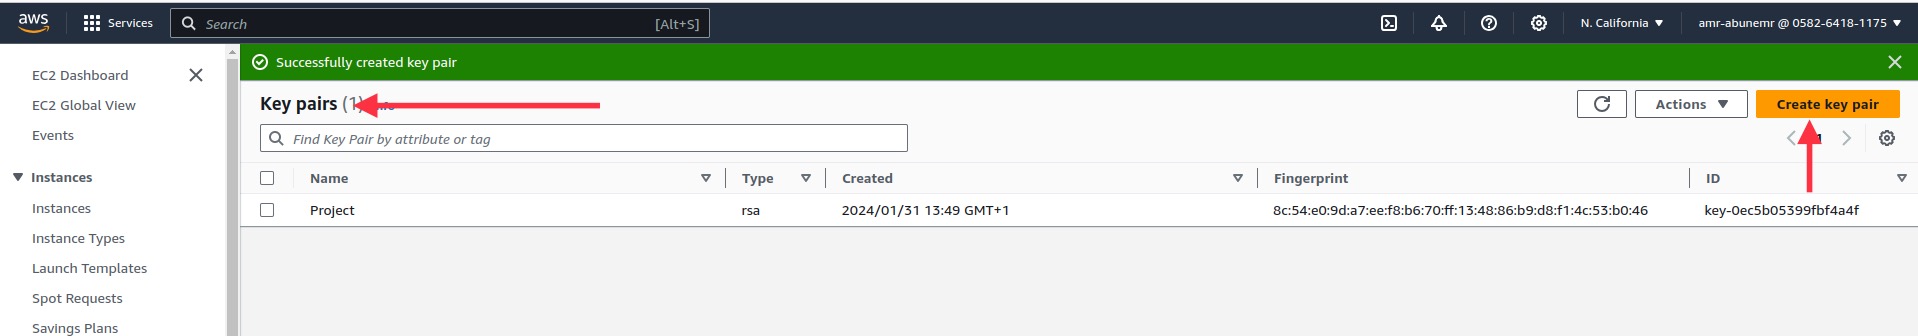 aws Services Search [Alt+S] N. California amr-abunemr @ 0582-6418-1175
EC2 Dashboard
EC2 Global View
Events
Instances
Instances
Instance Types
Launch Templates
Spot Requests
Savings Plans
Successfully created key pair
Key pairs (1)
Actions Create key pair
Find Key Pair by attribute or tag
1
Name Type Created Fingerprint ID
Project rsa 2024/01/31 13:49 GMT+1 8c:54:e0:9d:a7:ee:f8:b6:70:ff:13:48:86:b9:d8:f1:4c:53:b0:46 key-0ec5b05399fbf4a4f